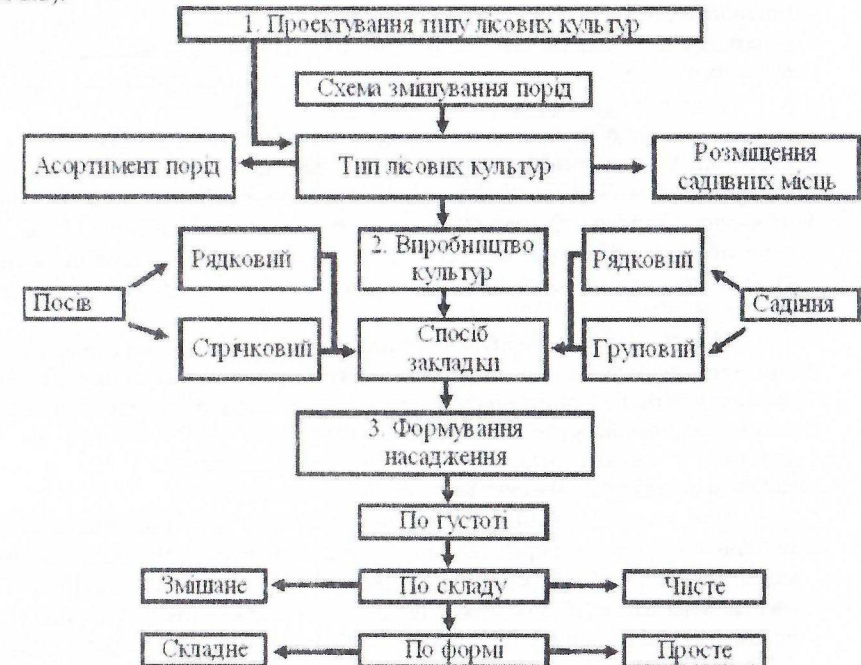 1. Проектування типу лісових культур
Схема змішування порід
Асортимент порід
Тип лісових культур
Розміщення
садивних місць
Рядковий
2. Виробництво
культур
Рядковий
Посів
Садіння
Стрічковий
Спосіб
закладки
Груповий
3. Формування
насадження
По густоті
Змішане
По складу
Чисте
Складне
По формі
Просте